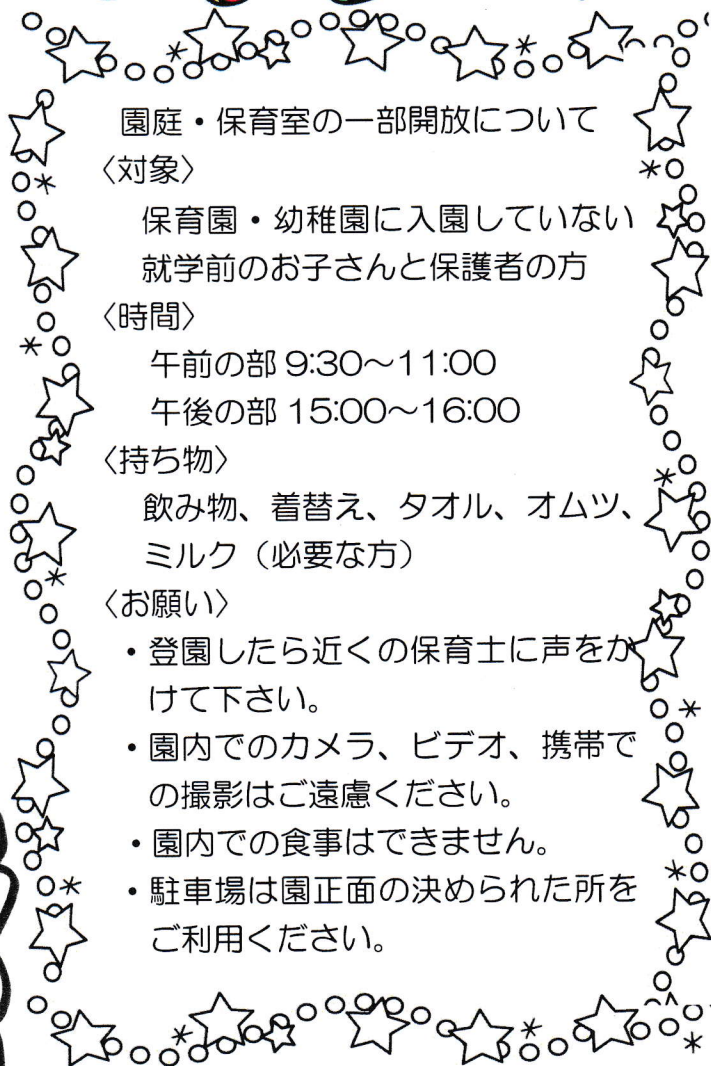 園庭・保育室の一部開放について
〈対象〉
保育園・幼稚園に入園していない
就学前のお子さんと保護者の方
〈時間〉
午前の部 9:30～11:00
午後の部 15:00～16:00
〈持ち物〉
飲み物、着替え、タオル、オムツ、
ミルク（必要な方）
〈お願い〉
・登園したら近くの保育士に声をか
けて下さい。
・園内でのカメラ、ビデオ、携帯で
の撮影はご遠慮ください。
・園内での食事はできません。
・駐車場は園正面の決められた所を
ご利用ください。